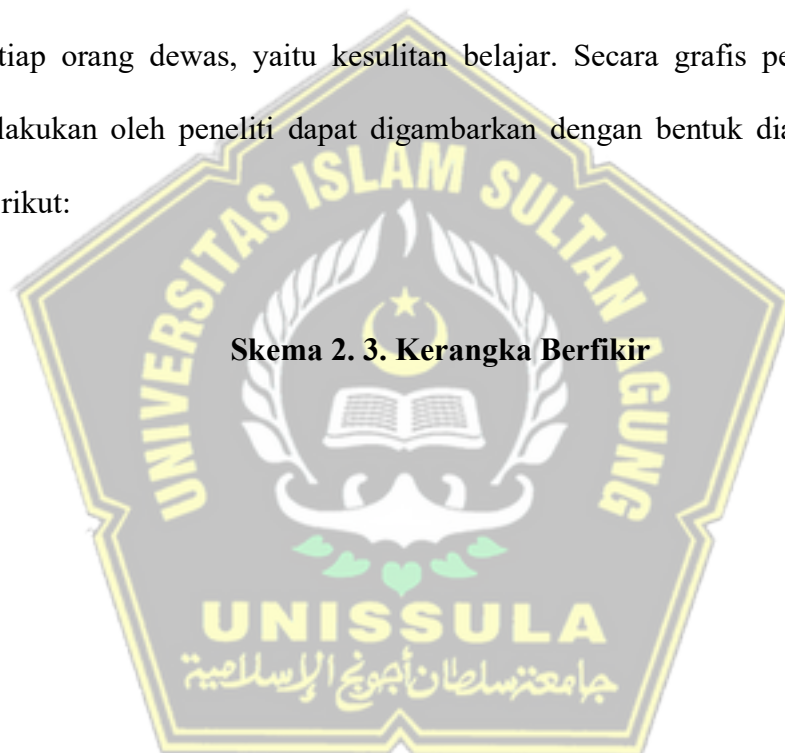 tiap orang dewas, yaitu kesulitan belajar. Secara grafis pe
lakukan oleh peneliti dapat digambarkan dengan bentuk dia
rikut:
UNIVERSITAS ISLAM SULTAN AGUNG
Skema 2. 3. Kerangka Berfikir
UNISSULA
جامعة سلطان أجونج الإسلامية